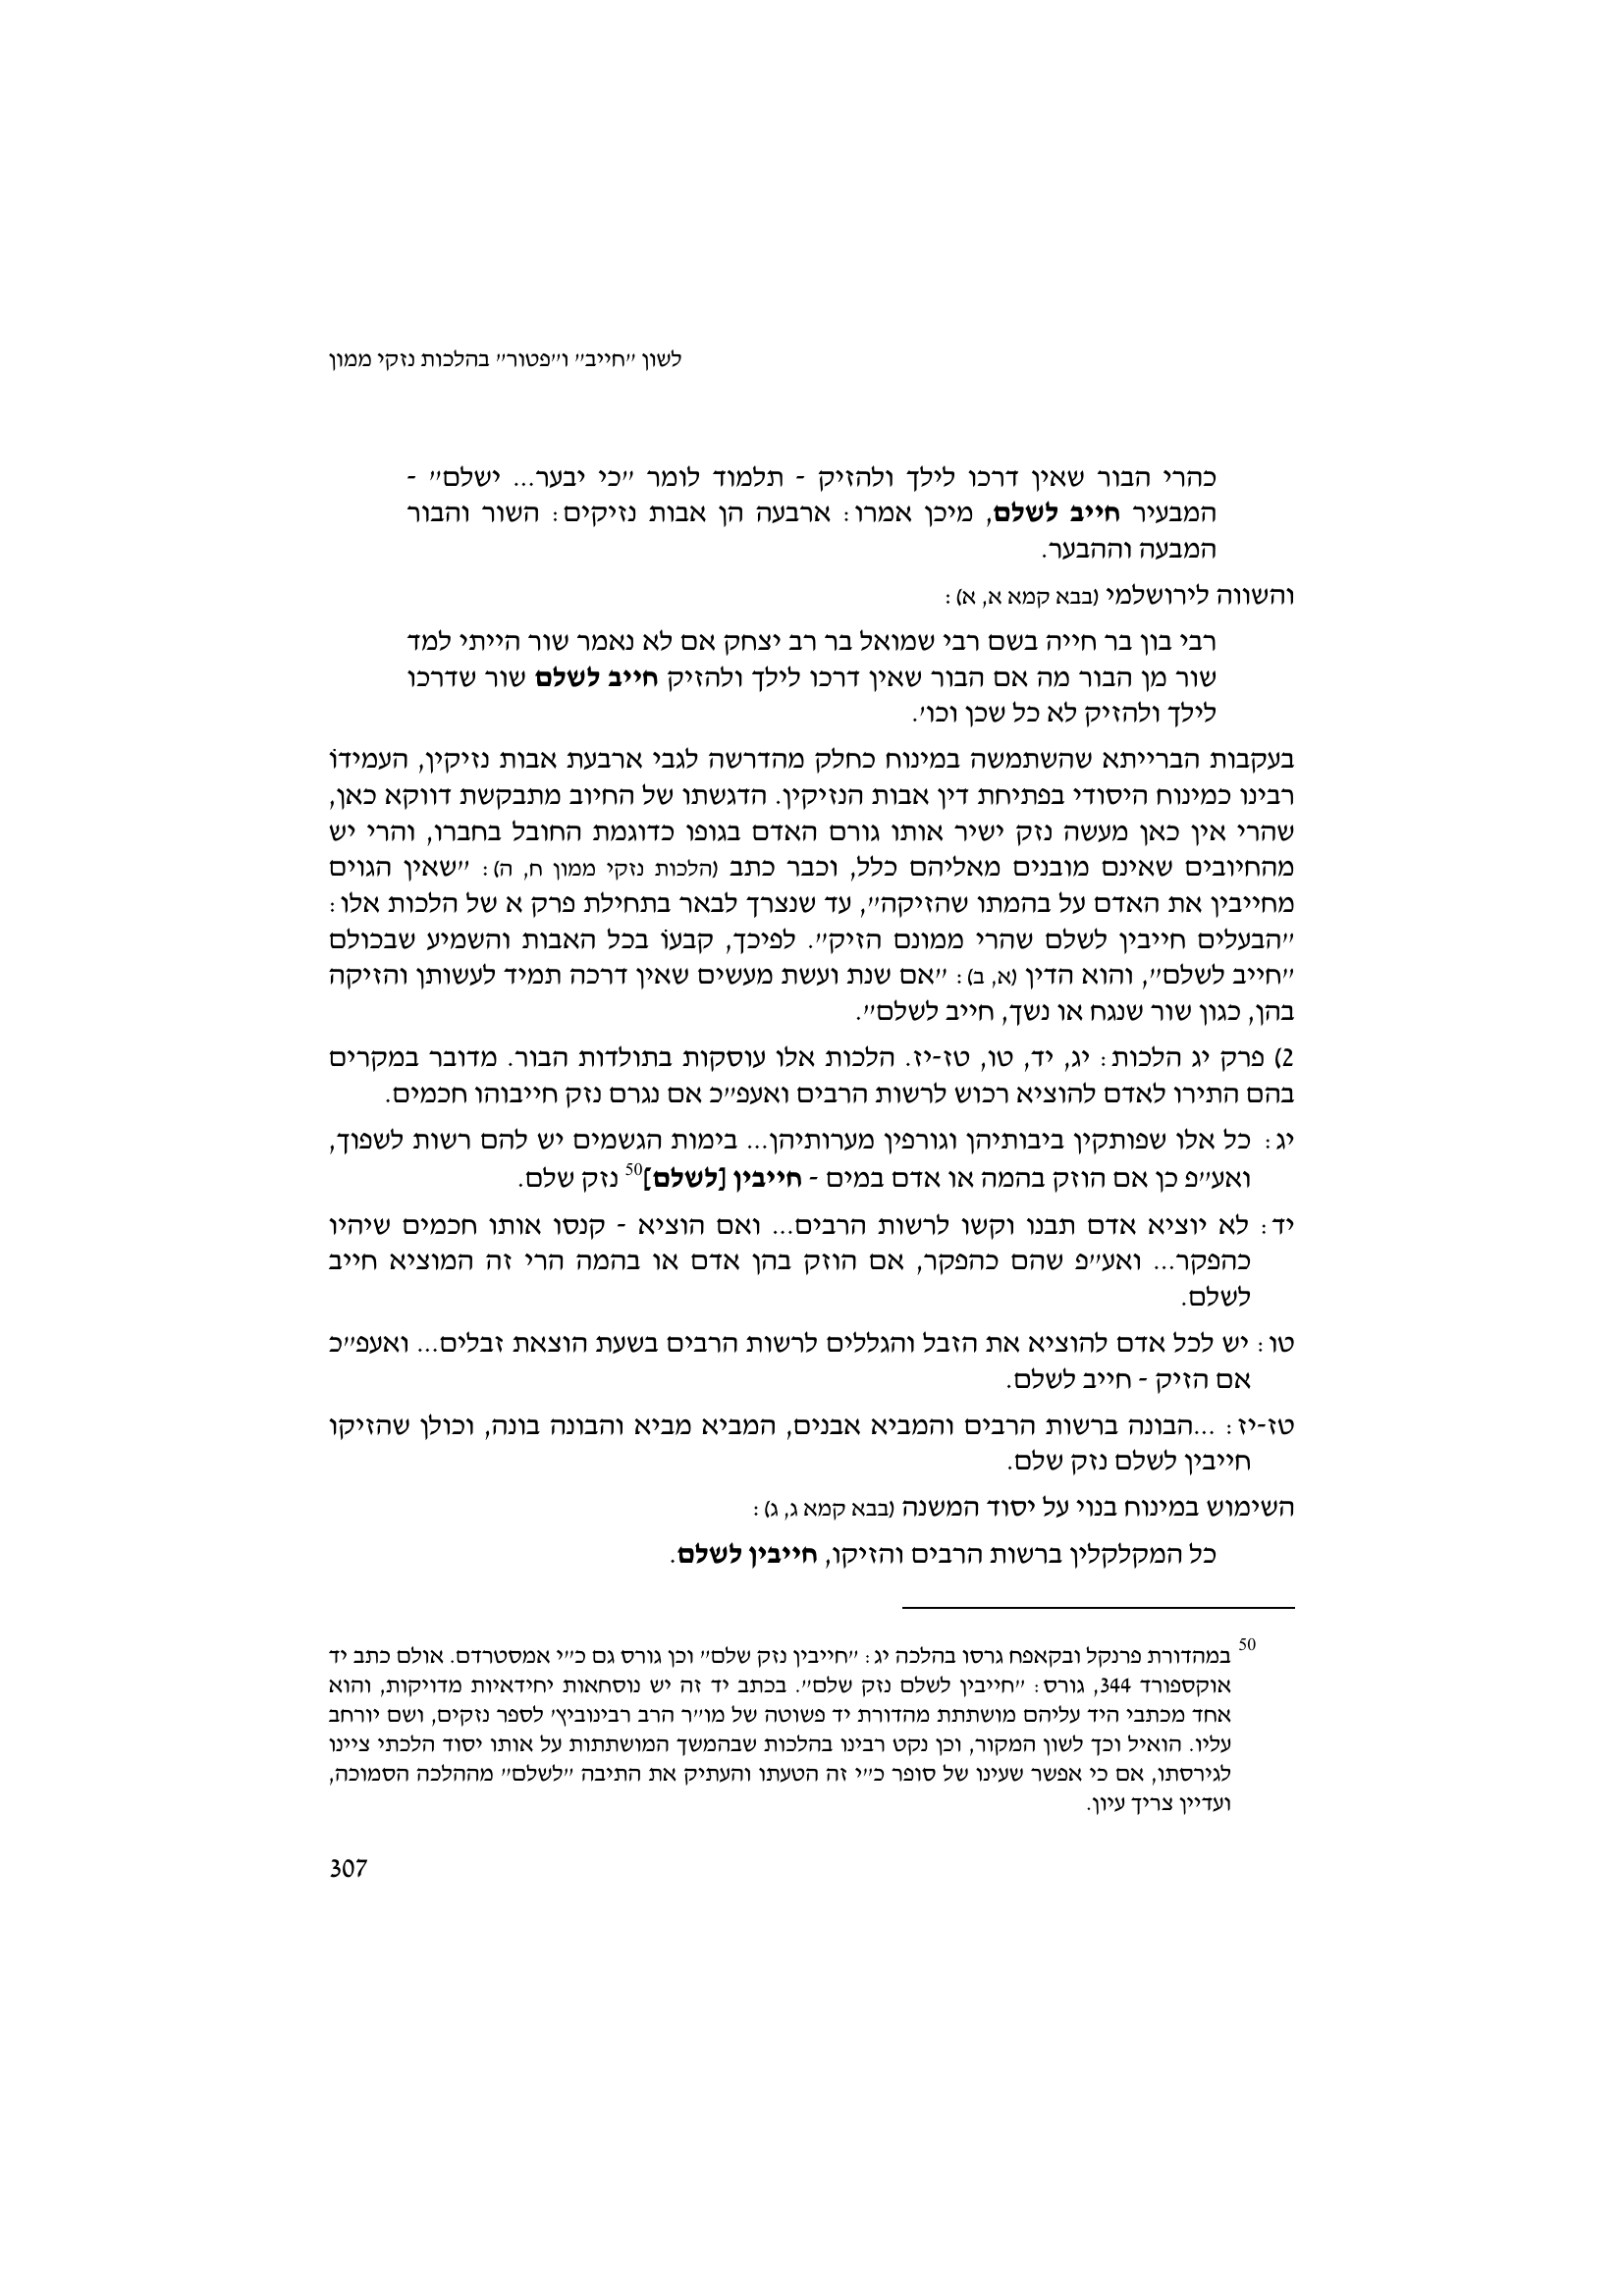 לשון "חייב" ו"פטור" בהלכות נזקי ממון
כהרי הבור שאין דרכו לילך ולהזיק - תלמוד לומר "כי יבער... ישלם" -
המבעיר חייב לשלם, מיכן אמרו: ארבעה הן אבות נזיקים: השור והבור
המבעה וההבער.
והשווה לירושלמי (בבא קמא א, א):
רבי בון בר חייה בשם רבי שמואל בר רב יצחק אם לא נאמר שור הייתי למד
שור מן הבור מה אם הבור שאין דרכו לילך ולהזיק חייב לשלם שור שדרכו
לילך ולהזיק לא כל שכן וכו'.
בעקבות הברייתא שהשתמשה במינוח כחלק מהדרשה לגבי ארבעת אבות נזיקין, העמידוֹ
רבינו כמינוח היסודי בפתיחת דין אבות הנזיקין. הדגשתו של החיוב מתבקשת דווקא כאן,
שהרי אין כאן מעשה נזק ישיר אותו גורם האדם בגופו כדוגמת החובל בחברו, והרי יש
מהחיובים שאינם מובנים מאליהם כלל, וכבר כתב (הלכות נזקי ממון ח, ה): "שאין הגוים
מחייבין את האדם על בהמתו שהזיקה", עד שנצרך לבאר בתחילת פרק א של הלכות אלו:
"הבעלים חייבין לשלם שהרי ממונם הזיק". לפיכך, קבעוֹ בכל האבות והשמיע שבכולם
"חייב לשלם", והוא הדין (א, ב): "אם שנת ועשת מעשים שאין דרכה תמיד לעשותן והזיקה
בהן, כגון שור שנגח או נשך, חייב לשלם".
2) פרק יג הלכות: יג, יד, טו, טז-יז. הלכות אלו עוסקות בתולדות הבור. מדובר במקרים
בהם התירו לאדם להוציא רכוש לרשות הרבים ואעפ"כ אם נגרם נזק חייבוהו חכמים.
יג: כל אלו שפותקין ביבותיהן וגורפין מערותיהן... בימות הגשמים יש להם רשות לשפוך,
ואע"פ כן אם הוזק בהמה או אדם במים - חייבין [לשלם]50 נזק שלם.
יד: לא יוציא אדם תבנו וקשו לרשות הרבים... ואם הוציא - קנסו אותו חכמים שיהיו
כהפקר... ואע"פ שהם כהפקר, אם הוזק בהן אדם או בהמה הרי זה המוציא חייב
לשלם.
טו: יש לכל אדם להוציא את הזבל והגללים לרשות הרבים בשעת הוצאת זבלים... ואעפ"כ
אם הזיק - חייב לשלם.
טז-יז: ...הבונה ברשות הרבים והמביא אבנים, המביא מביא והבונה בונה, וכולן שהזיקו
חייבין לשלם נזק שלם.
השימוש במינוח בנוי על יסוד המשנה (בבא קמא ג, ג):
כל המקלקלין ברשות הרבים והזיקו, חייבין לשלם.
50 במהדורת פרנקל ובקאפח גרסו בהלכה יג: "חייבין נזק שלם" וכן גורס גם כ"י אמסטרדם. אולם כתב יד
אוקספורד 344, גורס: "חייבין לשלם נזק שלם". בכתב יד זה יש נוסחאות יחידאיות מדויקות, והוא
אחד מכתבי היד עליהם מושתתת מהדורת יד פשוטה של מו"ר הרב רבינוביץ' לספר נזקים, ושם יורחב
עליו. הואיל וכך לשון המקור, וכן נקט רבינו בהלכות שבהמשך המושתתות על אותו יסוד הלכתי ציינו
לגירסתו, אם כי אפשר שעינו של סופר כ"י זה הטעתו והעתיק את התיבה "לשלם" מההלכה הסמוכה,
ועדיין צריך עיון.
307